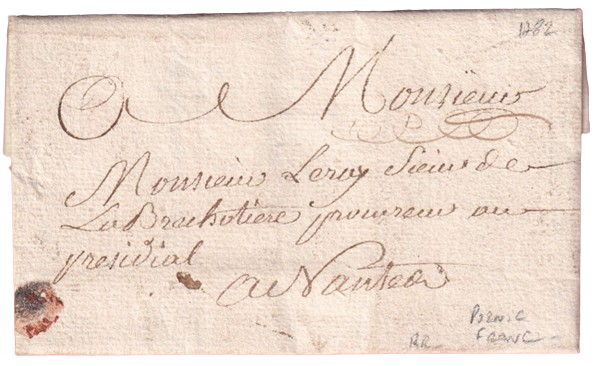 1782
A Monsieur
Monsieur Leroy Sieur de
La Brachotiere procureur au
presidial
A Nantes
Pornic
RR FRANC